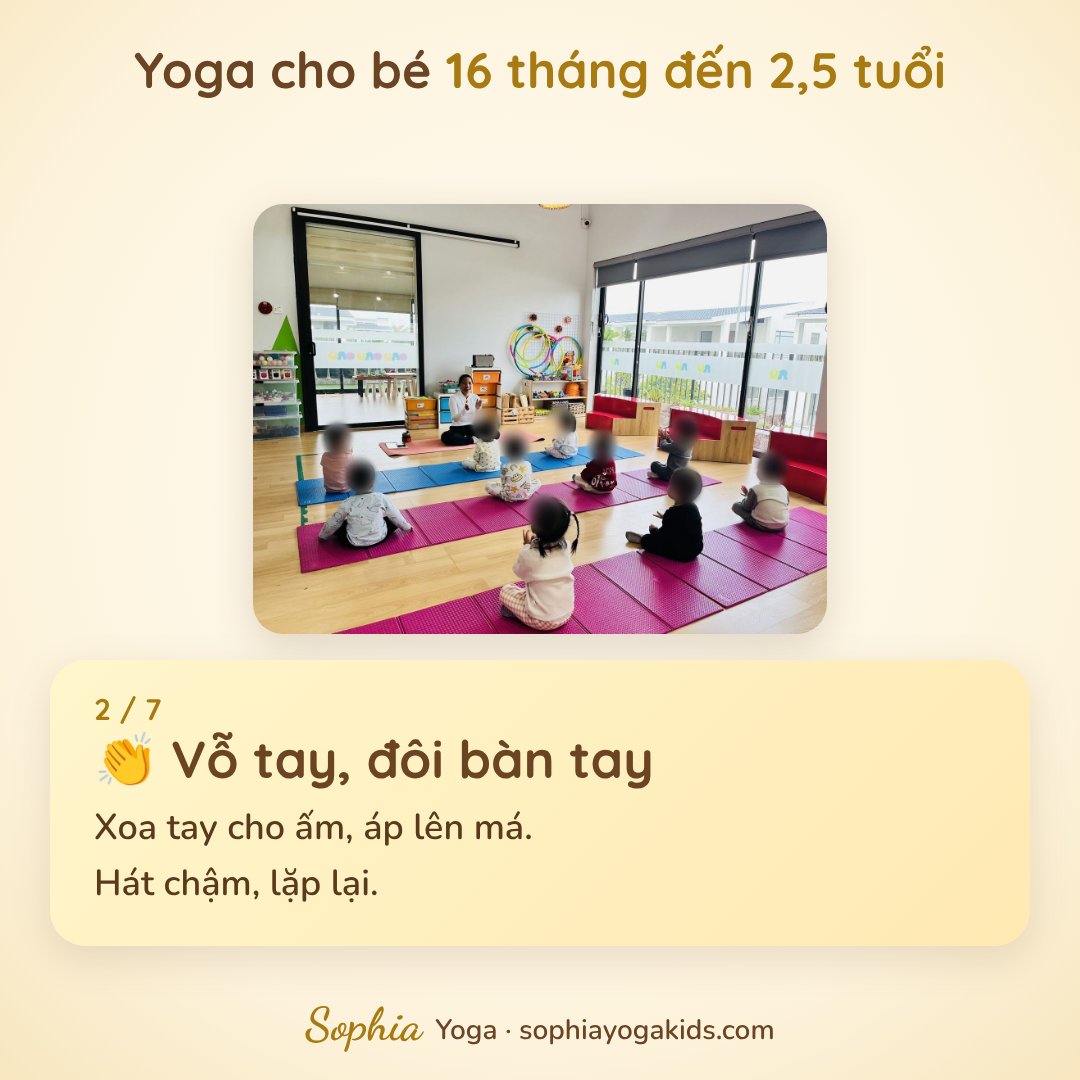 Yoga cho bé 16 tháng đến 2,5 tuổi
2 / 7
👏 Vỗ tay, đôi bàn tay
Xoa tay cho ấm, áp lên má.
Hát chậm, lặp lại.
Sophia Yoga · sophiayogakids.com